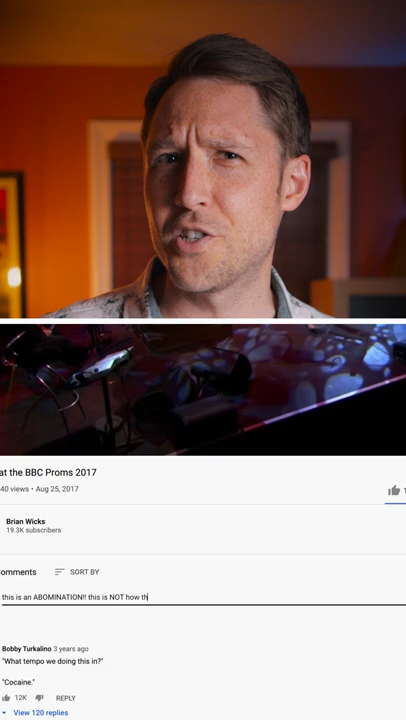 at the BBC Proms 2017
40 views • Aug 25, 2017
Brian Wicks
19.3K subscribers
omments SORT BY
this is an ABOMINATION!! this is NOT how th
Bobby Turkalino 3 years ago
"What tempo we doing this in?"
"Cocaine."
12K REPLY
View 120 replies